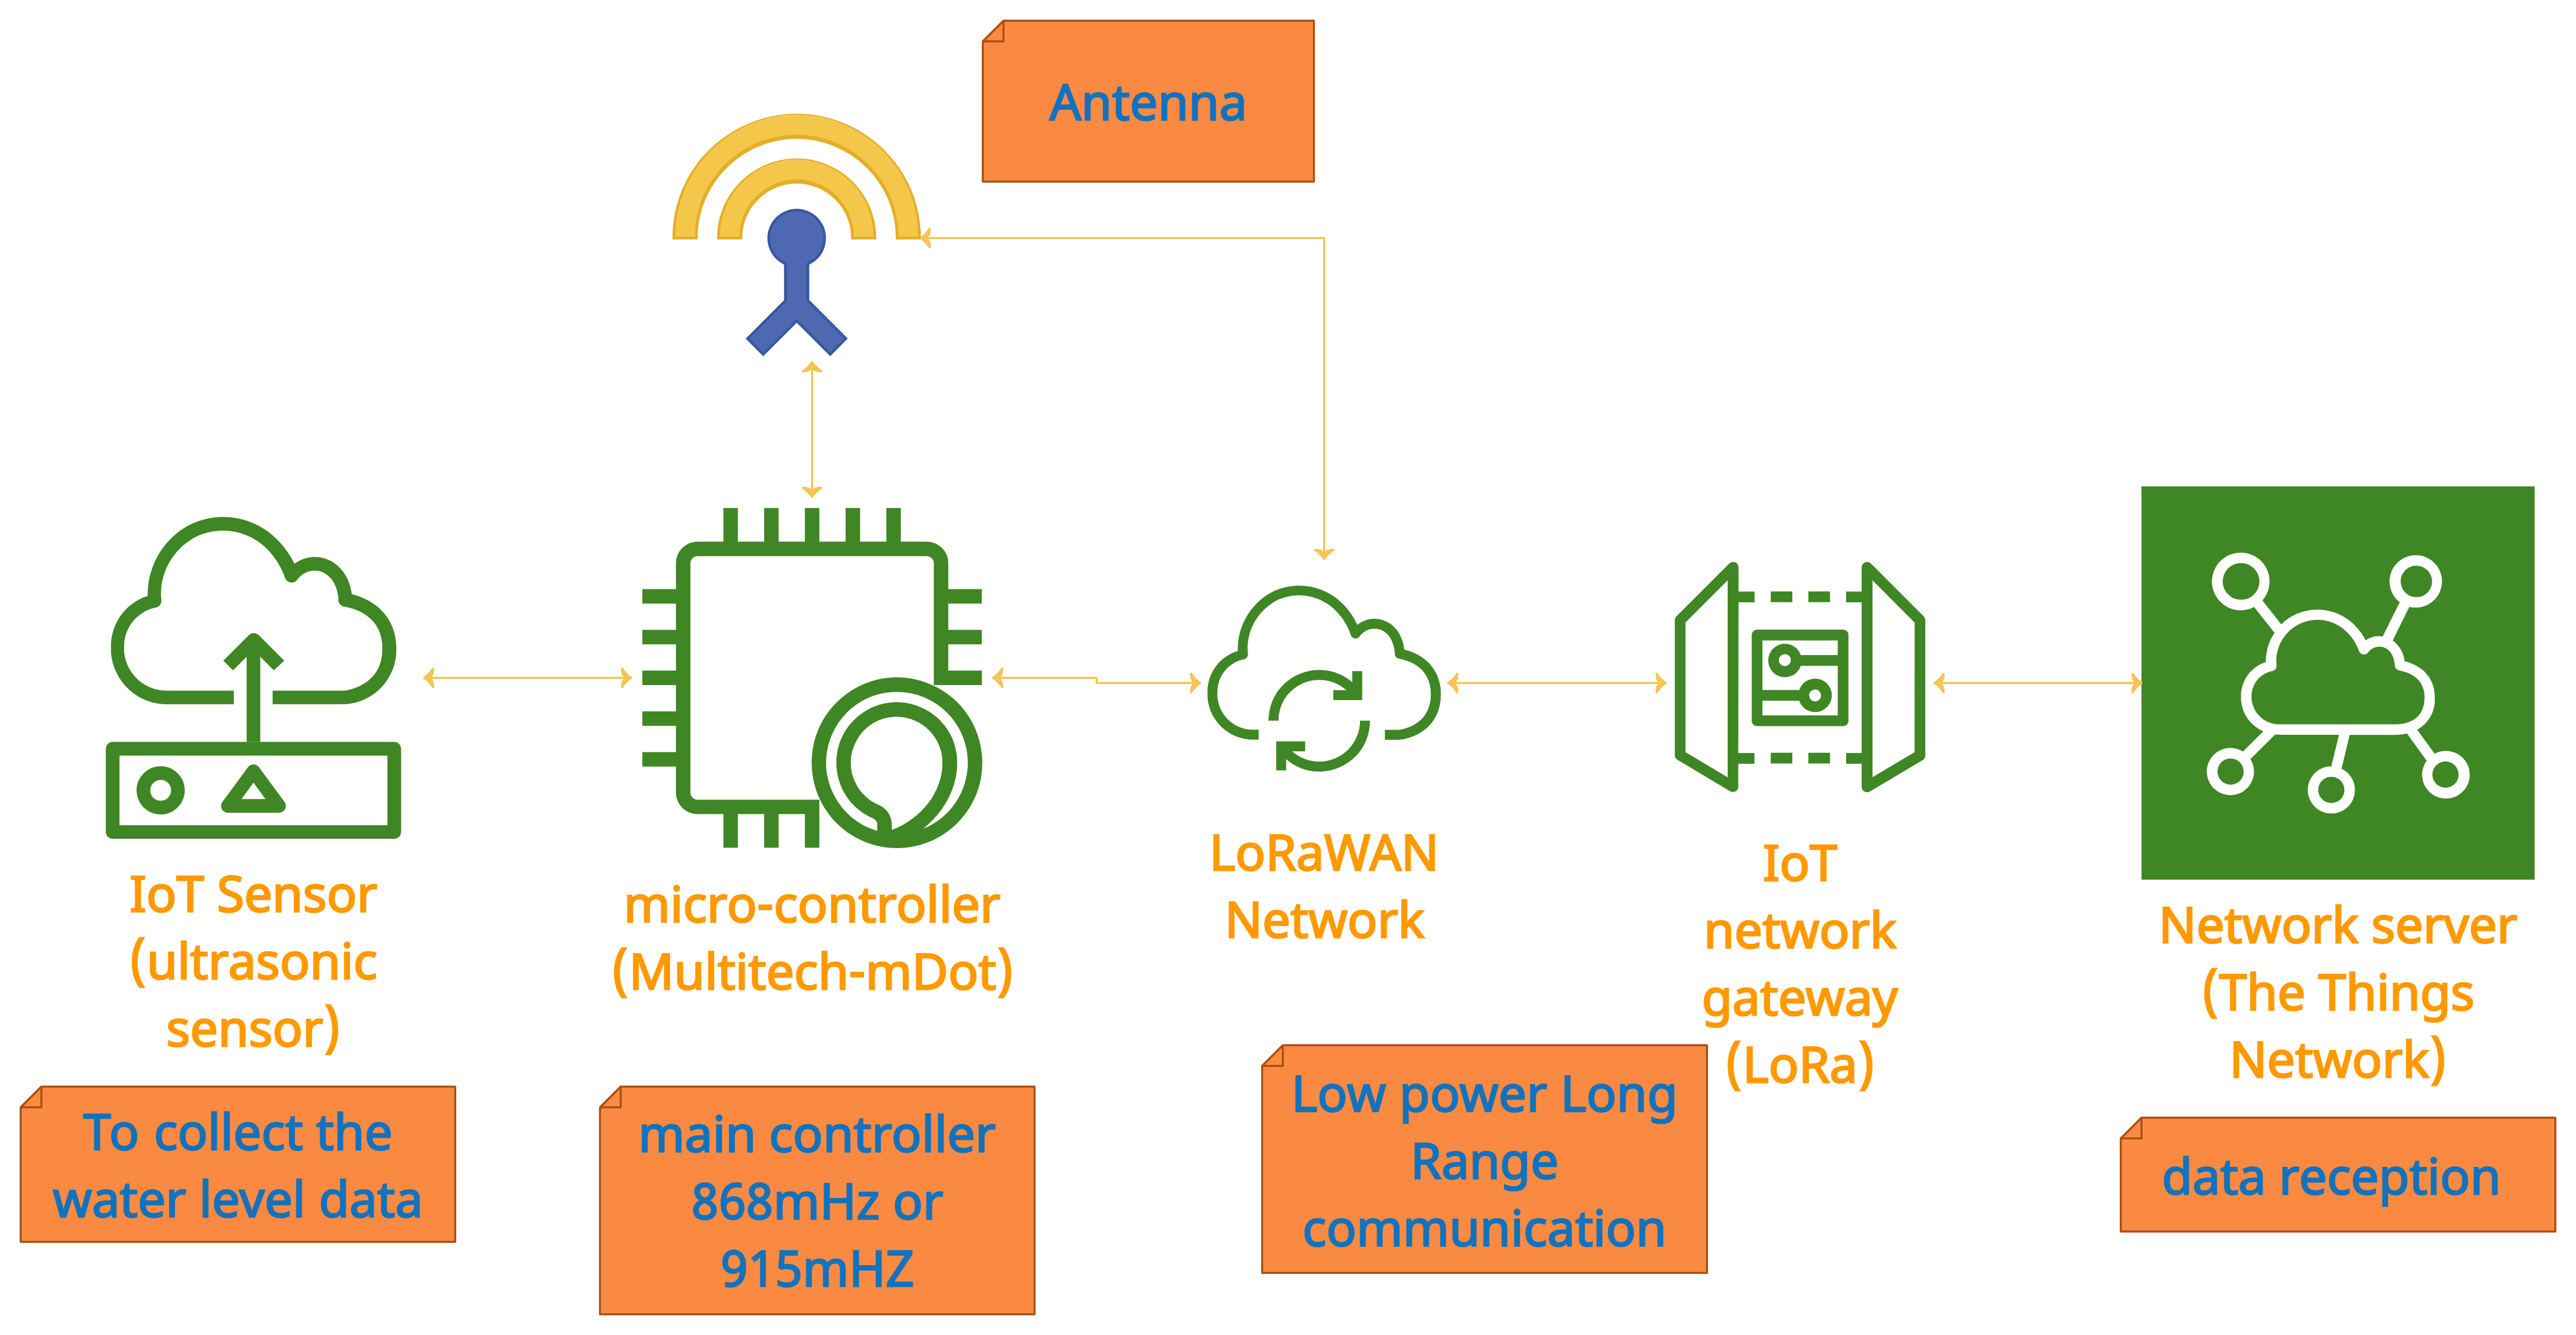 Antenna
IoT Sensor
(ultrasonic
sensor)
To collect the
water level data
micro-controller
(Multitech-mDot)
main controller
868mHz or
915mHZ
LoRaWAN
Network
Low power Long
Range
communication
IoT
network
gateway
(LoRa)
Network server
(The Things
Network)
data reception